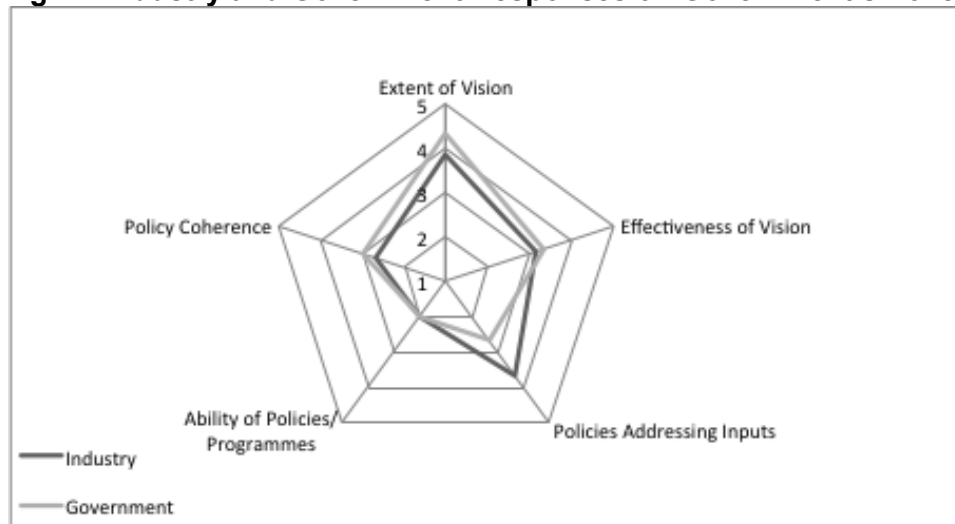 Extent of Vision
5
4
3
2
1
Policy Coherence
Effectiveness of Vision
Ability of Policies/
Programmes
Policies Addressing Inputs
Industry
Government